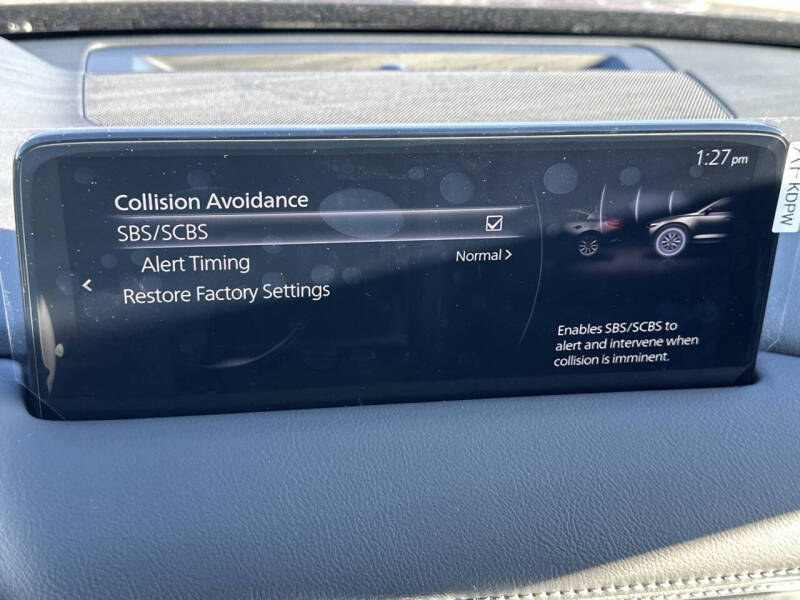 1:27 pm
Collision Avoidance
SBS/SCBS
Alert Timing Normal >
Restore Factory Settings
<
Enables SBS/SCBS to
alert and intervene when
collision is imminent.
KDPW